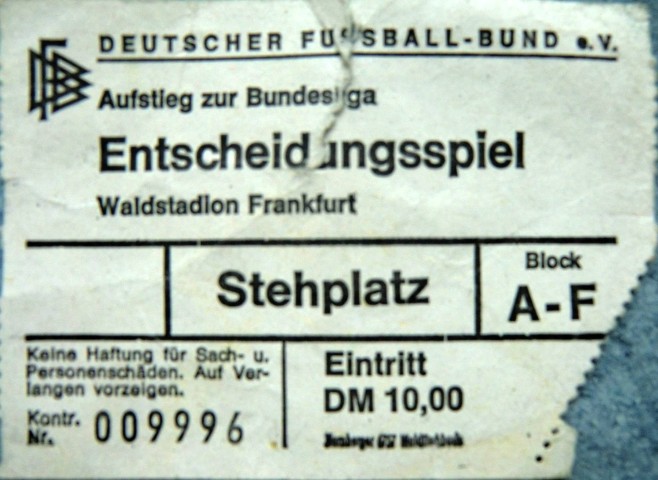 DEUTSCHER FUSSBALL-BUND e.V.
Aufstieg zur Bundesliga
Entscheidungsspiel
Waldstadion Frankfurt
Stehplatz
Block
A-F
Keine Haftung für Sach- u.
Personenschäden. Auf Ver-
langen vorzeigen.
Kontr.
Nr. 009996
Eintritt
DM 10,00